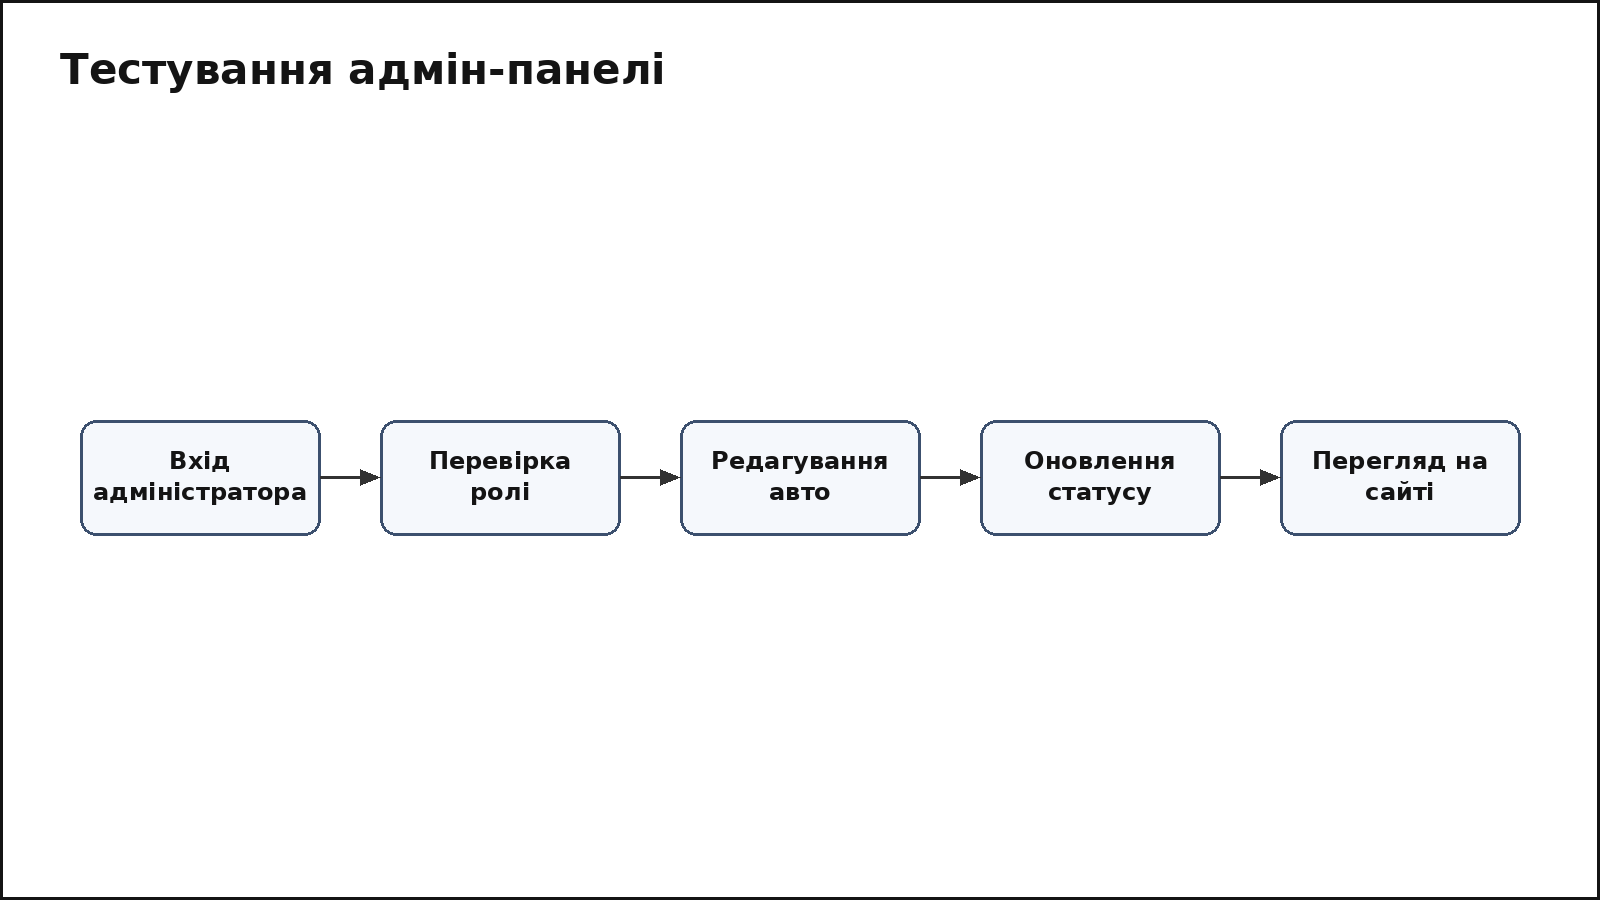 Тестування адмін-панелі
Вхід
адміністратора
Перевірка
ролі
Редагування
авто
Оновлення
статусу
Перегляд на
сайті